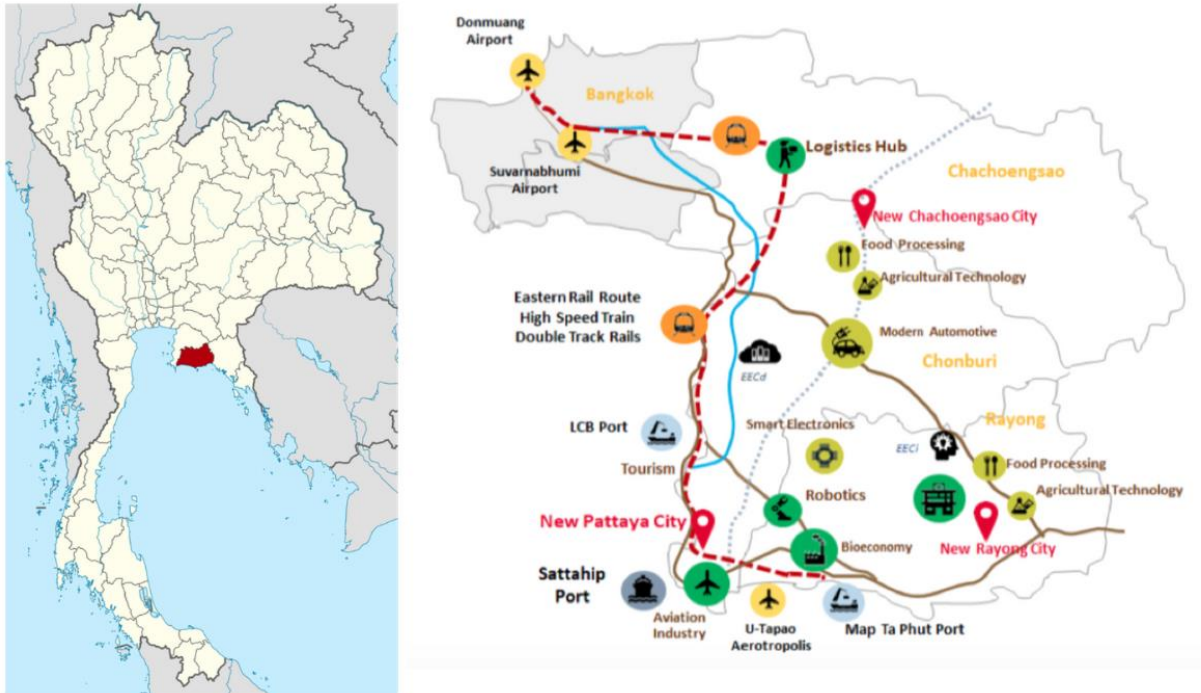 Donmuang
Airport
Bangkok
Suvarnabhumi
Airport
Logistics Hub
Chachoengsao
New Chachoengsao City
Food Processing
Agricultural Technology
Eastern Rail Route
High Speed Train
Double Track Rails
Modern Automotive
EECd
Chonburi
LCB Port
Smart Electronics
Rayong
EECi
Tourism
Food Processing
Robotics
Agricultural Technology
New Pattaya City
Bioeconomy
New Rayong City
Sattahip
Port
Aviation
Industry
U-Tapao
Aerotropolis
Map Ta Phut Port